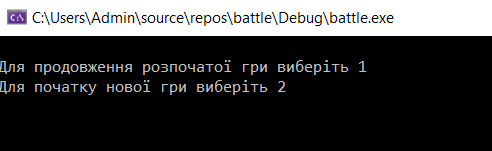 C:\Users\Admin\source\repos\battle\Debug\battle.exe
Для продовження розпочатої гри виберіть 1
Для початку нової гри виберіть 2